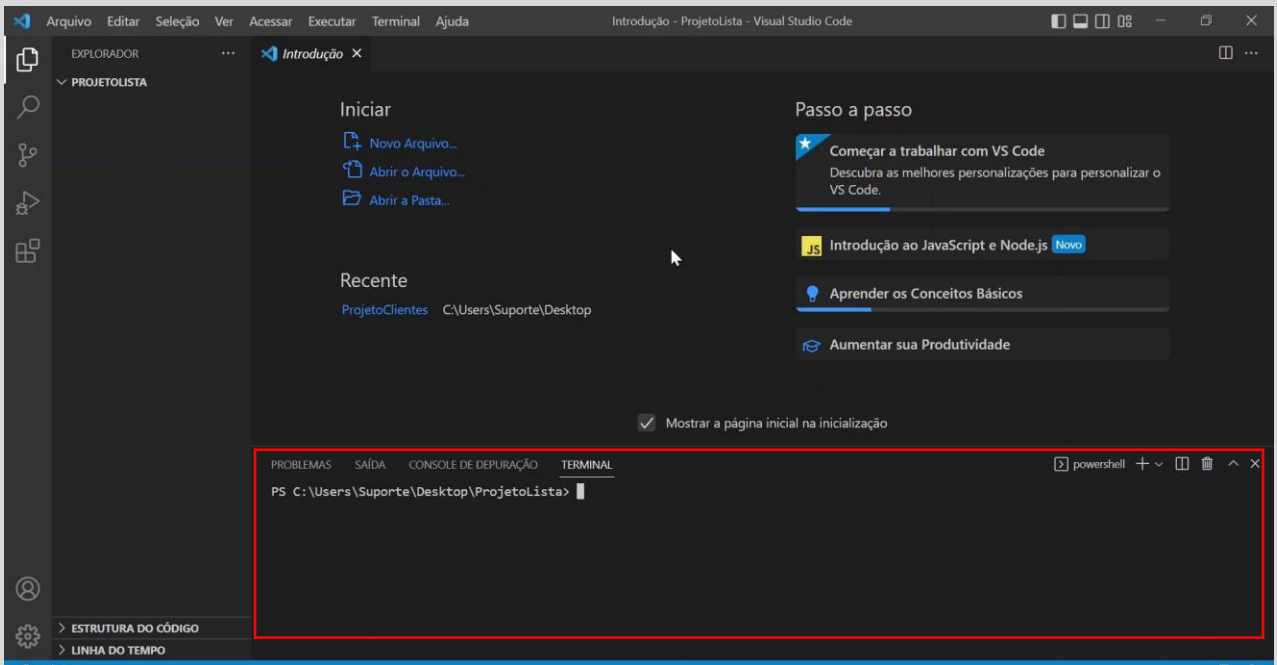 Arquivo Editar Seleção Ver Acessar Executar Terminal Ajuda
Introdução - ProjetoLista - Visual Studio Code
EXPLORADOR
PROJETOLISTA
Introdução
Iniciar
Novo Arquivo...
Abrir o Arquivo...
Abrir a Pasta...
Recente
ProjetoClientes C:\Users\Suporte\Desktop
Passo a passo
Começar a trabalhar com VS Code
Descubra as melhores personalizações para personalizar o
VS Code.
JS Introdução ao JavaScript e Node.js Novo
Aprender os Conceitos Básicos
Aumentar sua Produtividade
Mostrar a página inicial na inicialização
PROBLEMAS SAÍDA CONSOLE DE DEPURAÇÃO TERMINAL
powershell
PS C:\Users\Suporte\Desktop\ProjetoLista>
ESTRUTURA DO CÓDIGO
LINHA DO TEMPO